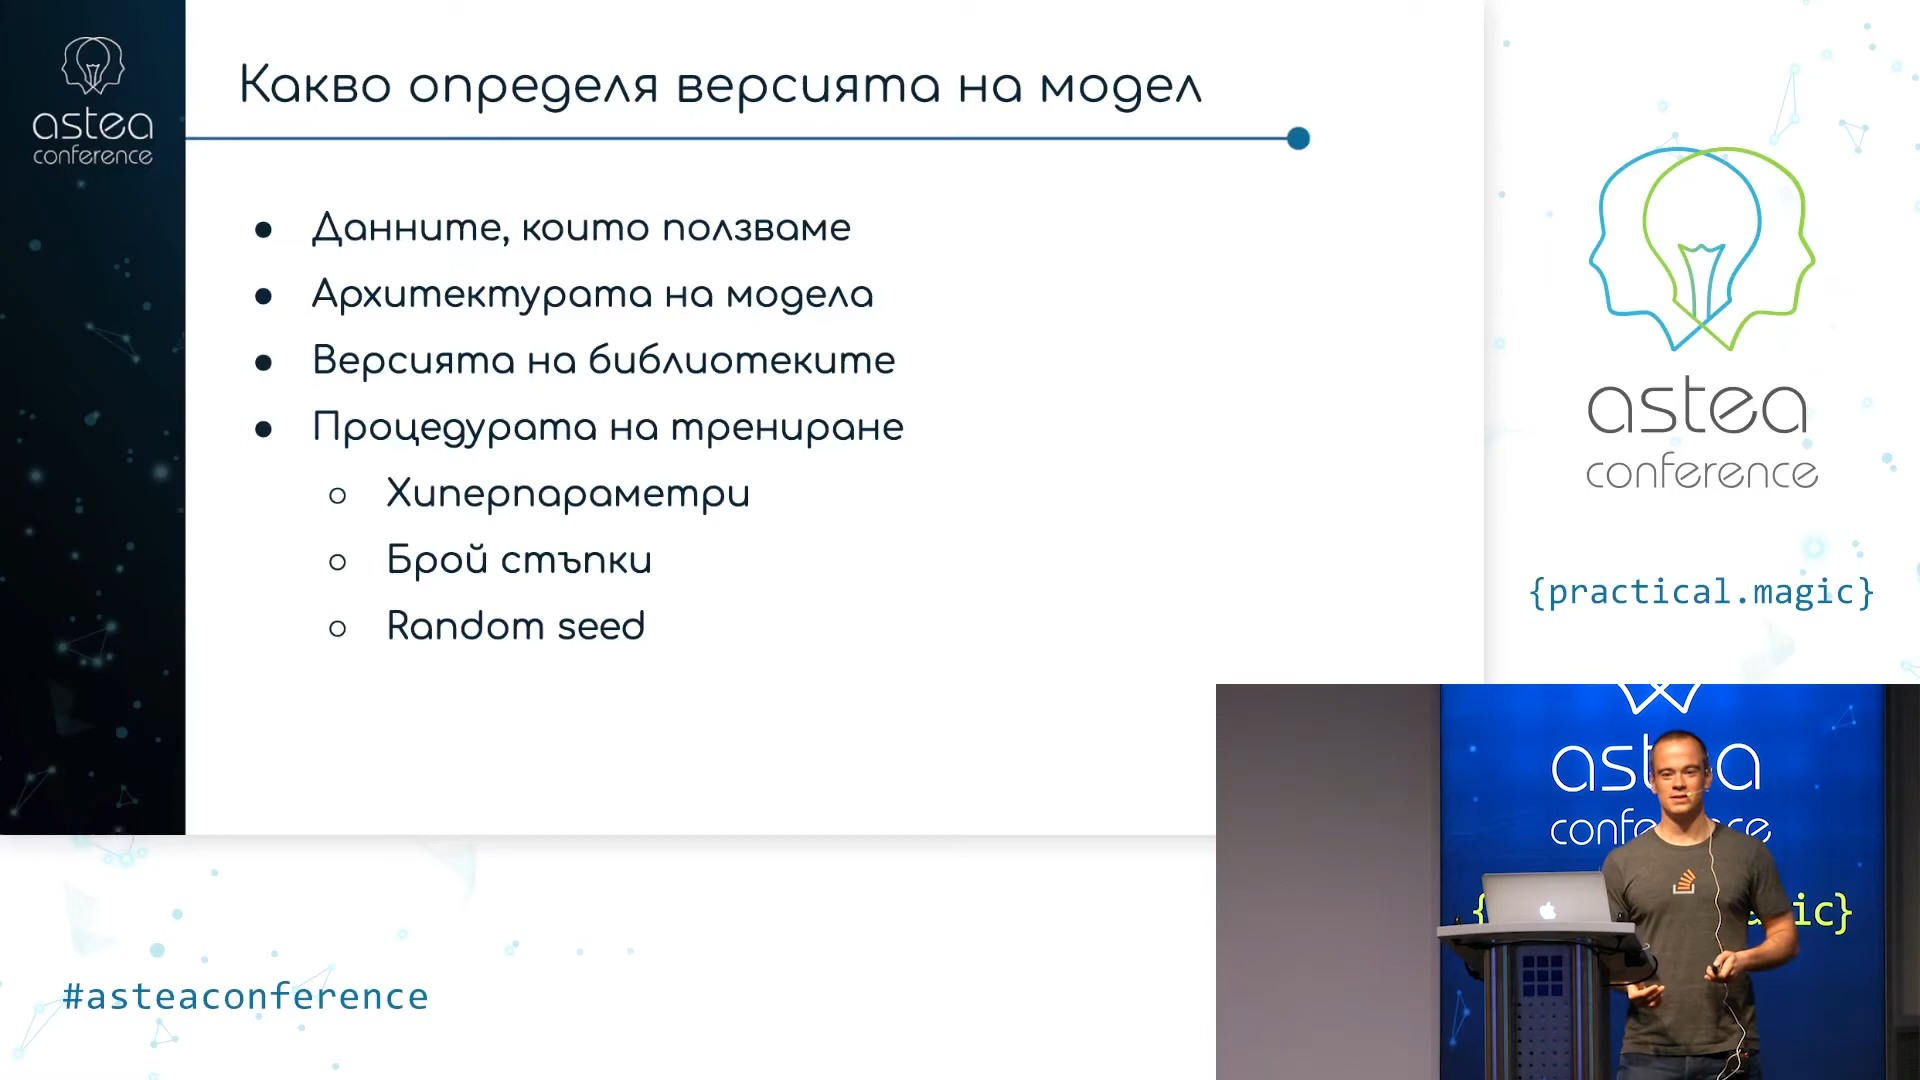 astea
conference
Какво определя версията на модел
Данните, които ползваме
Архитектурата на модела
Версията на библиотеките
Процедурата на трениране
Хиперпараметри
Брой стъпки
Random seed
astea
conference
{practical.magic}
#asteaconference